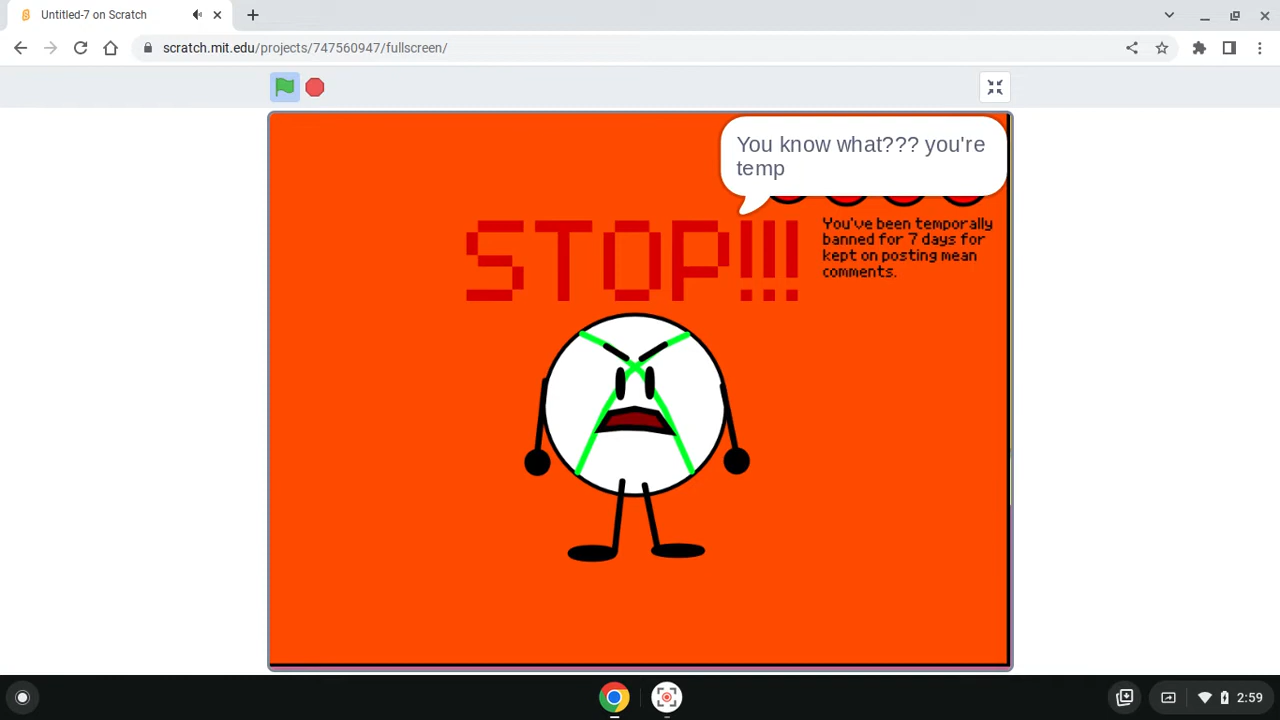 Untitled-7 on Scratch
scratch.mit.edu/projects/747560947/fullscreen/
You know what??? you're
temp
STOP!!!
You've been temporally
banned for 7 days for
kept on posting mean
comments.
2:59